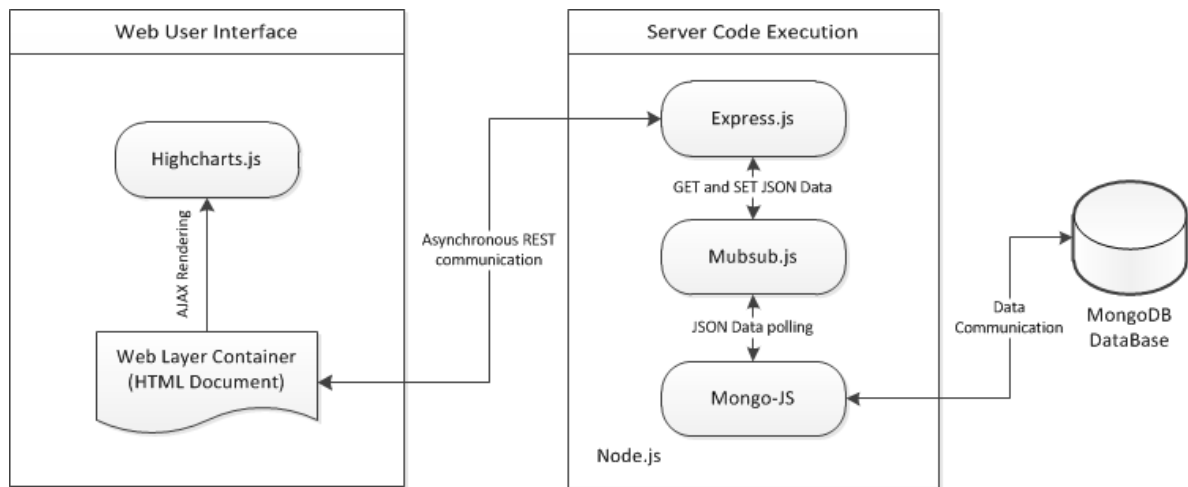 Web User Interface
Highcharts.js
AJAX Rendering
Web Layer Container
(HTML Document)
Asynchronous REST
communication
Server Code Execution
Express.js
GET and SET JSON Data
Mubsub.js
JSON Data polling
Mongo-JS
Node.js
Data
Communication
MongoDB
DataBase